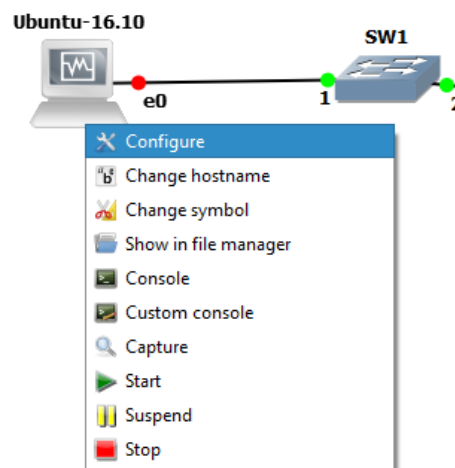 Ubuntu-16.10
SW1
e0
1
2
Configure
Change hostname
Change symbol
Show in file manager
Console
Custom console
Capture
Start
Suspend
Stop